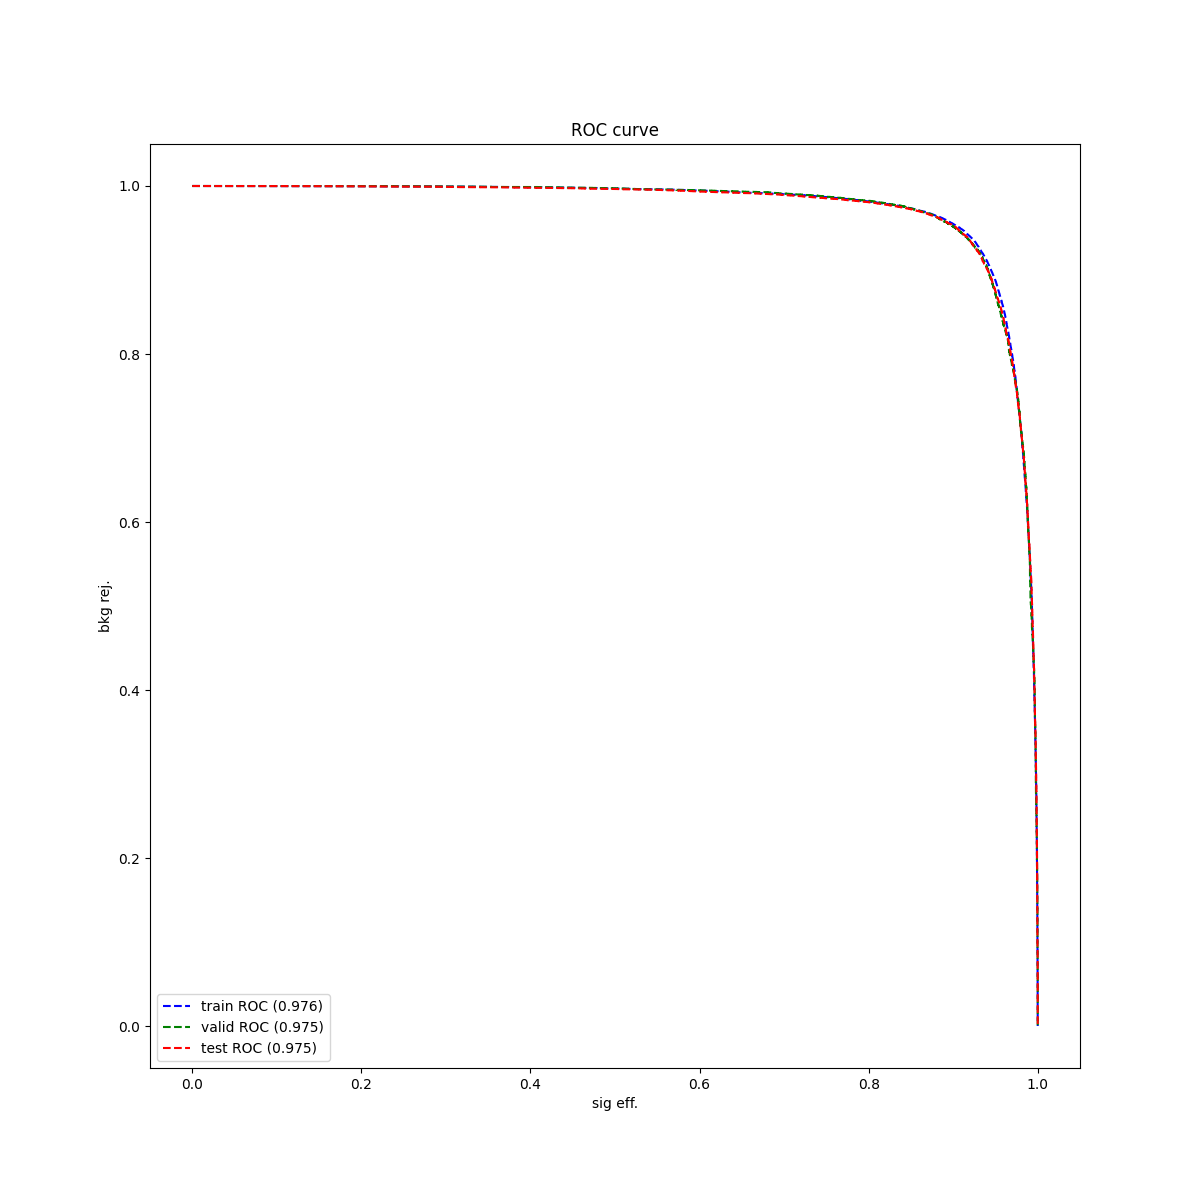 ROC curve
1.0
0.8
0.6
0.4
0.2
0.0
bkg rej.
train ROC (0.976)
valid ROC (0.975)
test ROC (0.975)
0.0 0.2 0.4 0.6 0.8 1.0
sig eff.